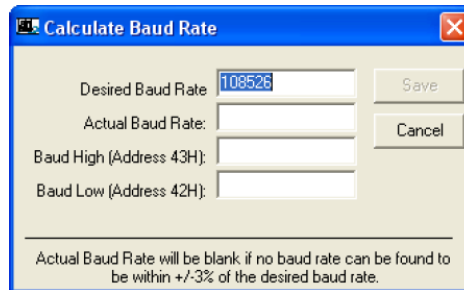 Calculate Baud Rate
Desired Baud Rate 108526
Save
Actual Baud Rate:
Cancel
Baud High (Address 43H):
Baud Low (Address 42H):
Actual Baud Rate will be blank if no baud rate can be found to
be within +/-3% of the desired baud rate.